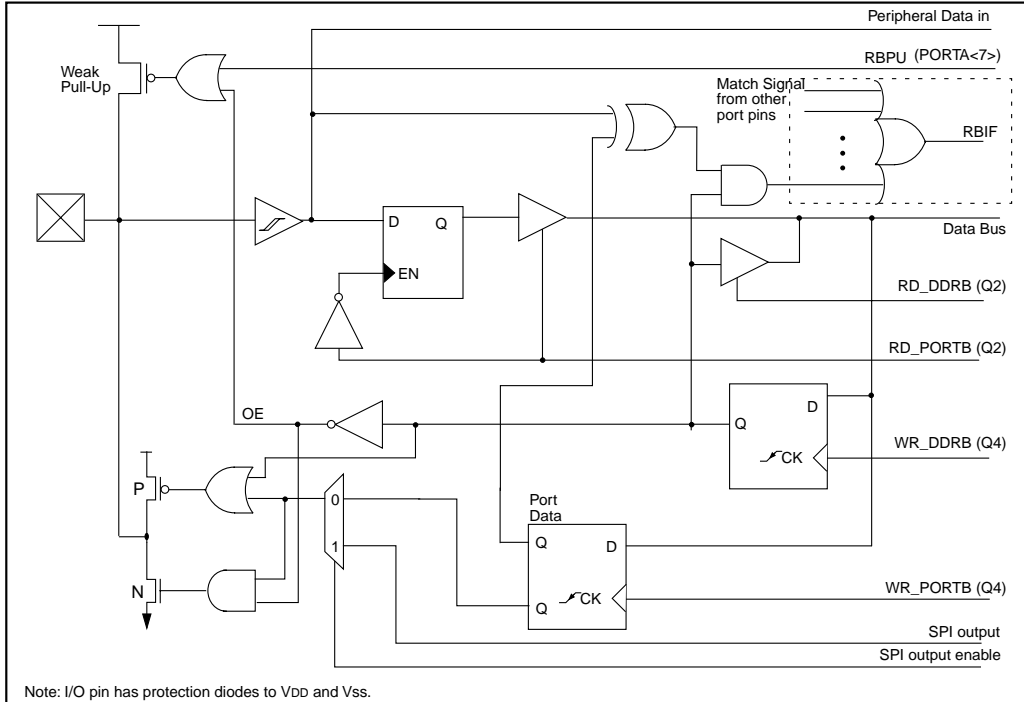 Peripheral Data in
RBPU (PORTA<7>)
Weak
Pull-Up
Match Signal
from other
port pins
RBIF
D
Q
EN
Data Bus
RD_DDRB (Q2)
RD_PORTB (Q2)
OE
D
Q
CK
WR_DDRB (Q4)
P
0
1
Port
Data
Q
D
N
Q
CK
WR_PORTB (Q4)
SPI output
SPI output enable
Note: I/O pin has protection diodes to VDD and Vss.